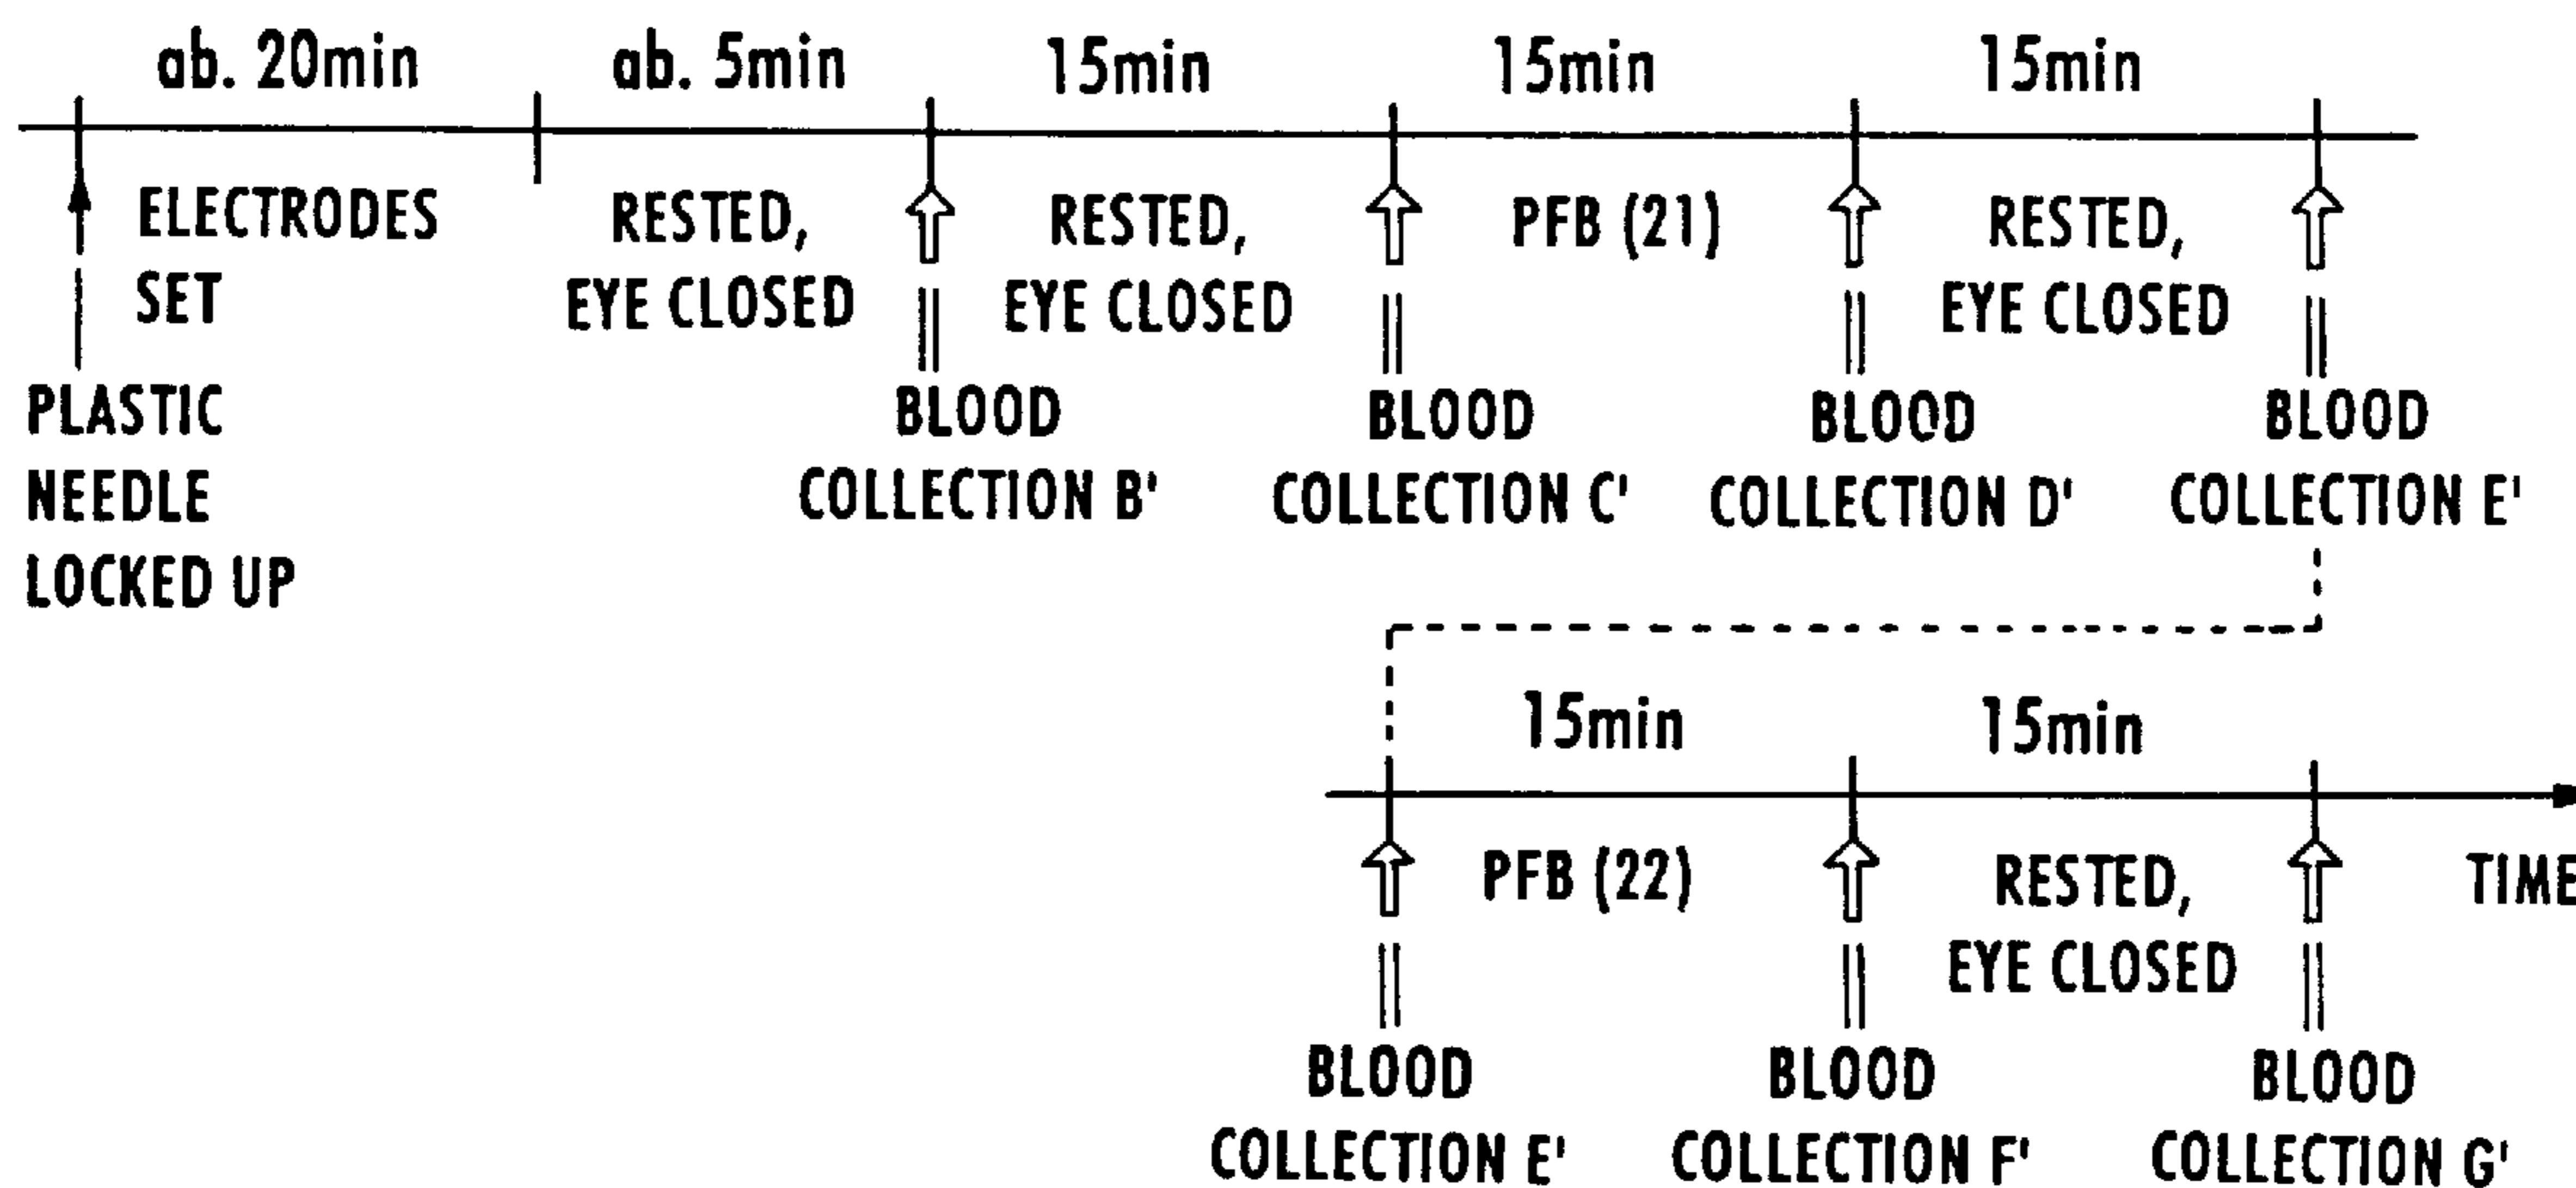 ab. 20min
ab. 5min
15min
15min
15min
ELECTRODES
SET
RESTED,
EYE CLOSED
RESTED,
EYE CLOSED
PFB (21)
RESTED,
EYE CLOSED
PLASTIC
NEEDLE
LOCKED UP
BLOOD
COLLECTION B'
BLOOD
COLLECTION C'
BLOOD
COLLECTION D'
BLOOD
COLLECTION E'
15min
15min
PFB (22)
RESTED,
EYE CLOSED
TIME
BLOOD
COLLECTION E'
BLOOD
COLLECTION F'
BLOOD
COLLECTION G'